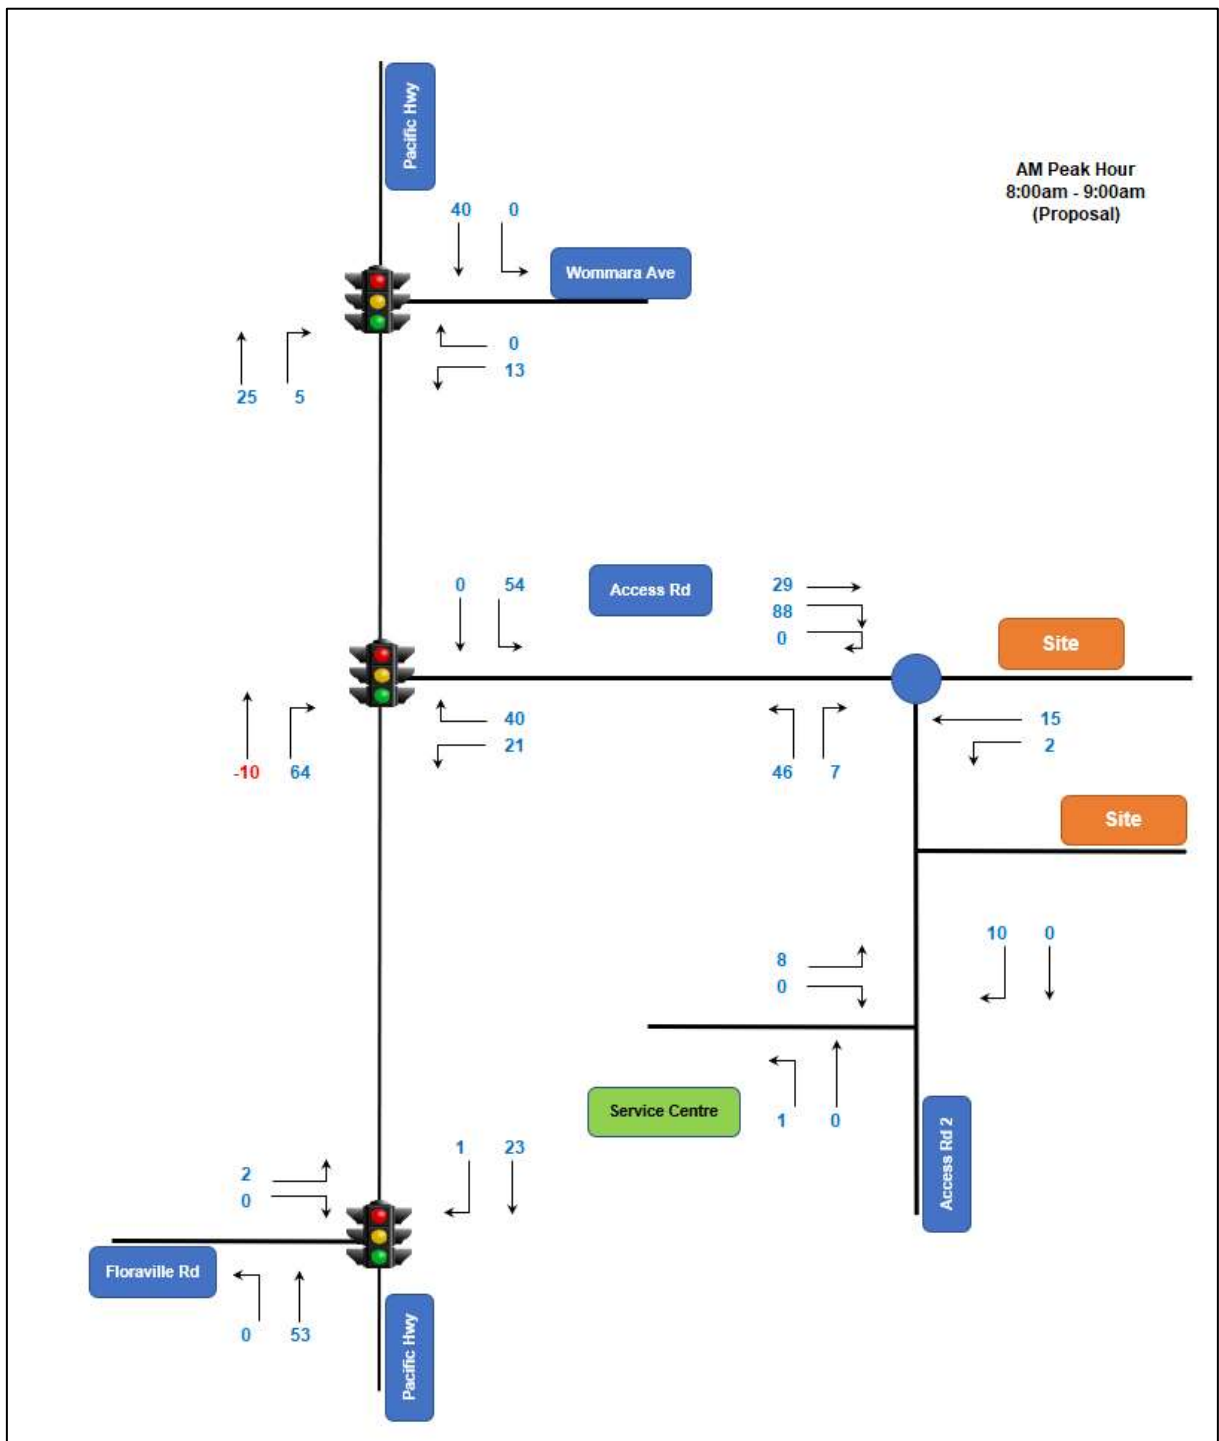 Pacific Hwy
AM Peak Hour
8:00am - 9:00am
(Proposal)
40 0
Wommara Ave
0
13
25 5
0 54
Access Rd
29
88
0
Site
40
21
-10 64
15
2
46 7
Site
10 0
8
0
Service Centre
1 0
Access Rd 2
1 23
2
0
Floraville Rd
0 53
Pacific Hwy